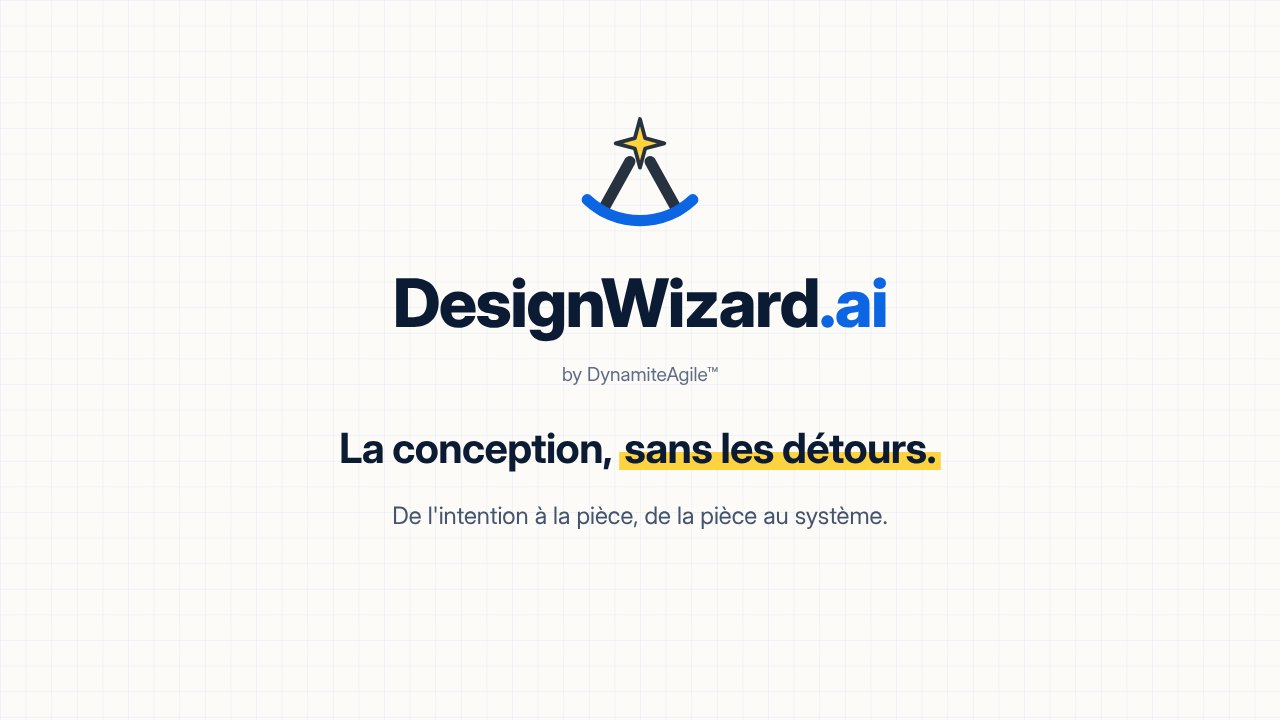 DesignWizard.ai
by DynamiteAgile™
La conception, sans les détours.
De l'intention à la pièce, de la pièce au système.